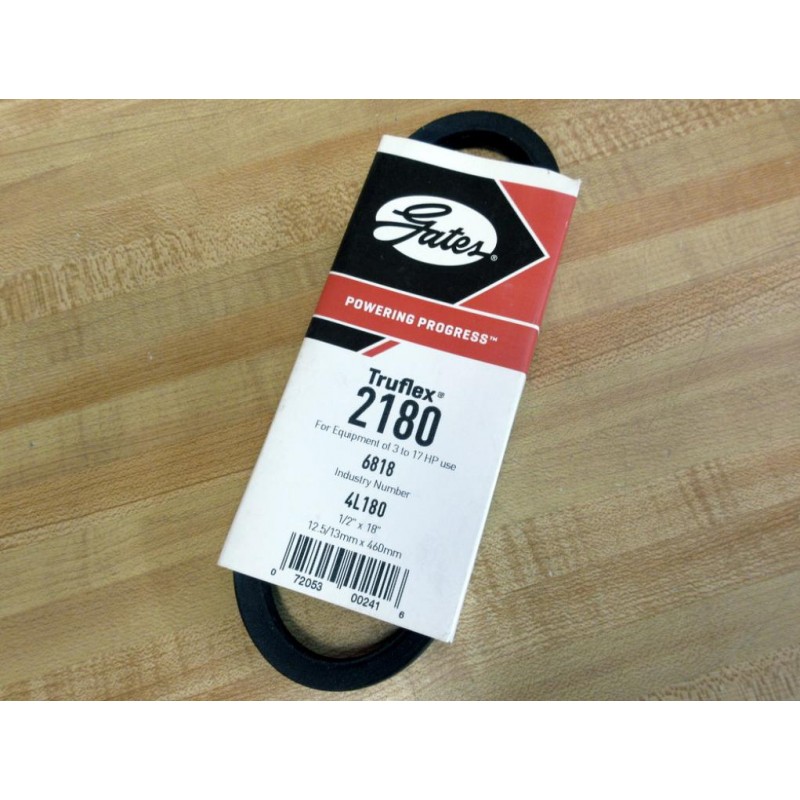 Gates®
POWERING PROGRESS™
Truflex®
2180
For Equipment of 3 to 17 HP use
6818
Industry Number
4L180
1/2" x 18"
12.5/13mm x 460mm
0 72053 00241 6